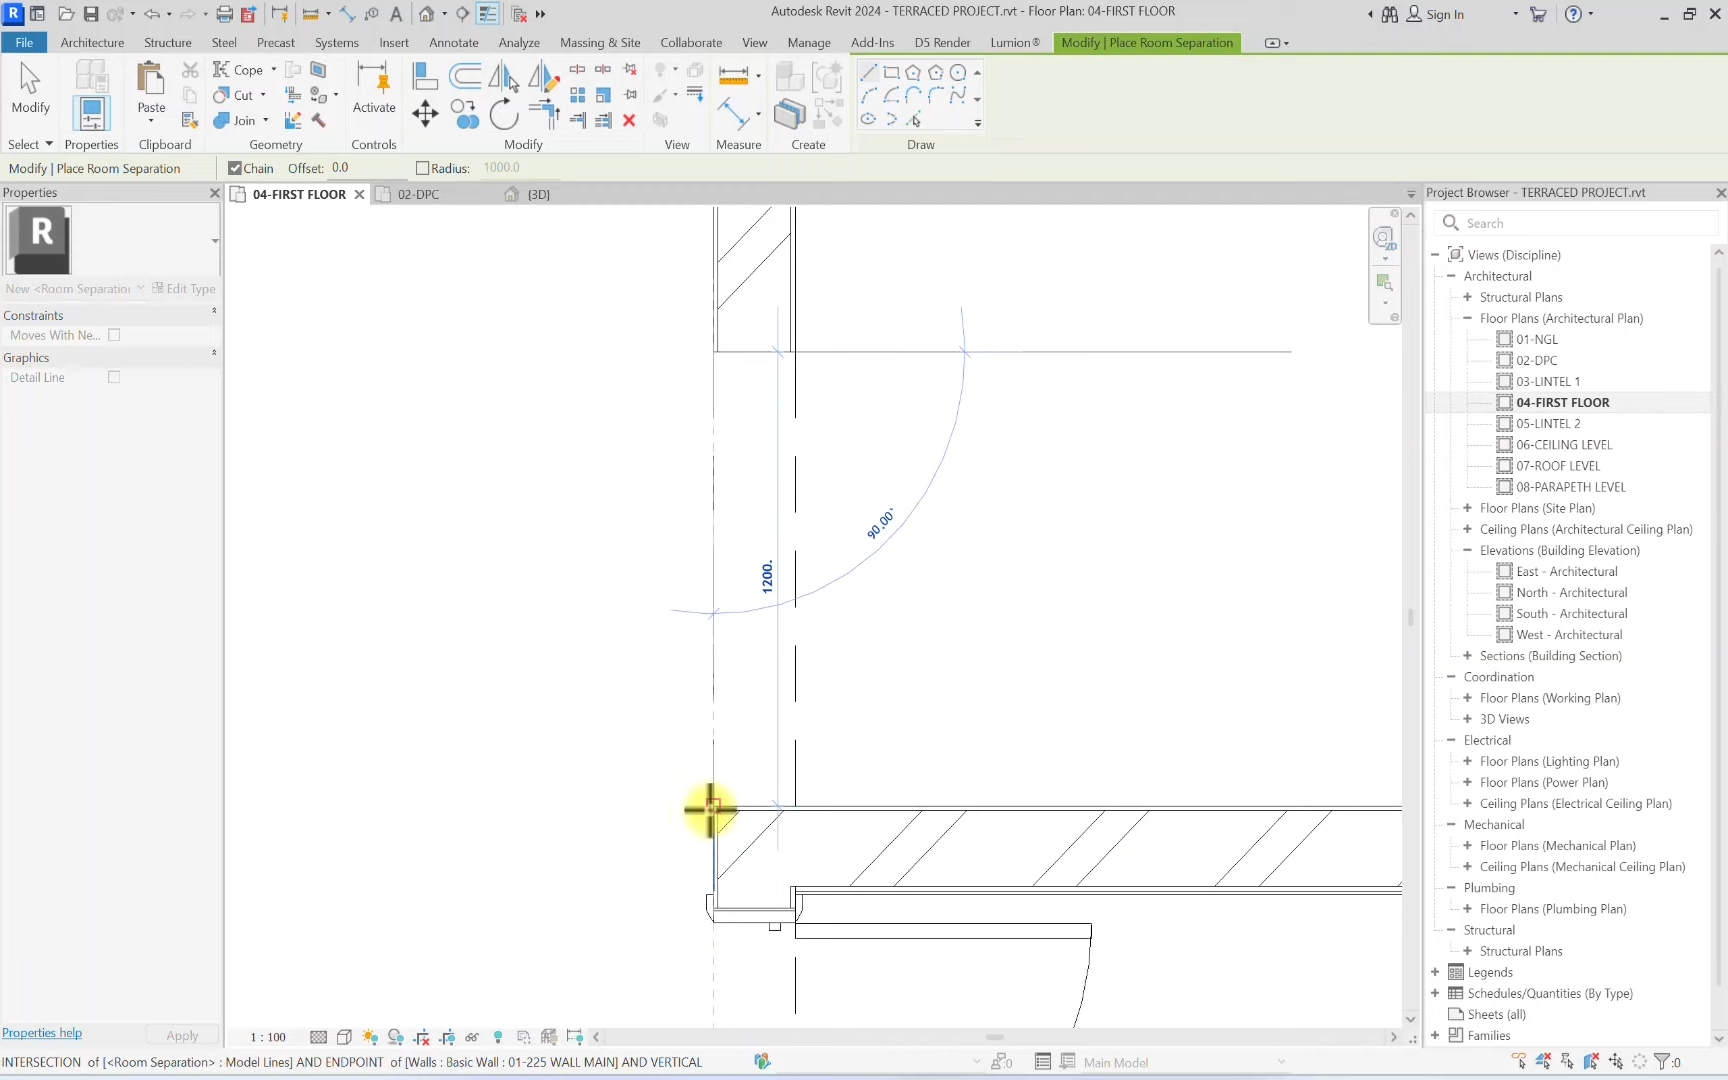 Autodesk Revit 2024 - TERRACED PROJECT.rvt - Floor Plan: 04-FIRST FLOOR
Sign In
File Architecture Structure Steel Precast Systems Insert Annotate Analyze Massing & Site Collaborate View Manage Add-Ins D5 Render Lumion® Modify | Place Room Separation
Modify
Paste
Cope
Cut
Join
Activate
Select Properties Clipboard Geometry Controls Modify View Measure Create Draw
Modify | Place Room Separation
Chain Offset: 0.0
Radius: 1000.0
Properties
04-FIRST FLOOR
02-DPC
{3D}
Project Browser - TERRACED PROJECT.rvt
R
Search
New <Room Separation
Edit Type
Constraints
Moves With Ne...
Graphics
Detail Line
90.00°
1200.
Views (Discipline)
Architectural
Structural Plans
Floor Plans (Architectural Plan)
01-NGL
02-DPC
03-LINTEL 1
04-FIRST FLOOR
05-LINTEL 2
06-CEILING LEVEL
07-ROOF LEVEL
08-PARAPETH LEVEL
Floor Plans (Site Plan)
Ceiling Plans (Architectural Ceiling Plan)
Elevations (Building Elevation)
East - Architectural
North - Architectural
South - Architectural
West - Architectural
Sections (Building Section)
Coordination
Floor Plans (Working Plan)
3D Views
Electrical
Floor Plans (Lighting Plan)
Floor Plans (Power Plan)
Ceiling Plans (Electrical Ceiling Plan)
Mechanical
Floor Plans (Mechanical Plan)
Ceiling Plans (Mechanical Ceiling Plan)
Plumbing
Floor Plans (Plumbing Plan)
Structural
Structural Plans
Legends
Schedules/Quantities (By Type)
Sheets (all)
Families
Properties help
Apply
1 : 100
INTERSECTION of [<Room Separation> : Model Lines] AND ENDPOINT of [Walls : Basic Wall : 01-225 WALL MAIN] AND VERTICAL
:0
Main Model
:0